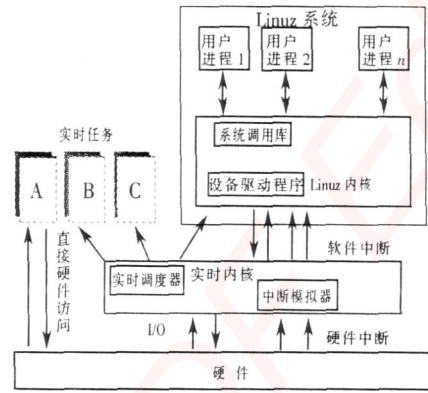 Linuz 系统
用户
进程1
用户
进程2
用户
进程n
系统调用库
设备驱动程序
Linuz 内核
实时任务
A
B
C
直接硬件访问
软件中断
实时调度器
实时内核
中断模拟器
I/O
硬件中断
硬件